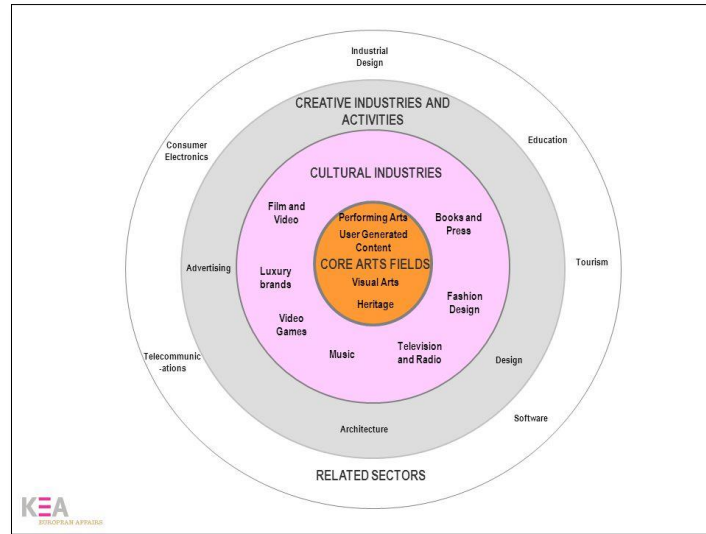 Industrial
Design
CREATIVE INDUSTRIES AND
ACTIVITIES
Consumer
Electronics
Education
CULTURAL INDUSTRIES
Film and
Video
Performing Arts
Books and
Press
User Generated
Content
CORE ARTS FIELDS
Advertising
Luxury
brands
Visual Arts
Tourism
Heritage
Fashion
Design
Video
Games
Music
Television
and Radio
Telecommunic
-ations
Design
Software
Architecture
RELATED SECTORS
KEA
EUROPEAN AFFAIRS